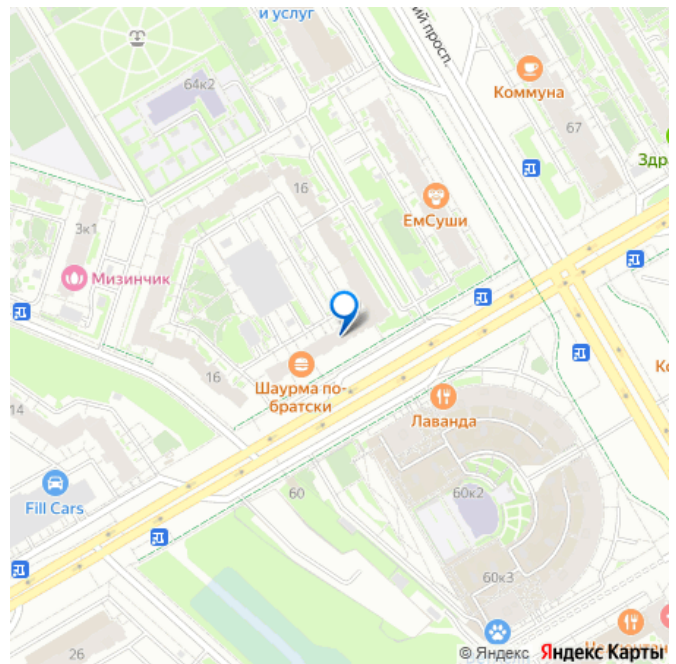 и услуг
ий просп.
Коммуна
64к2
67
Здр
16
ЕмСуши
3к1
Мизинчик
16
Шаурма по-
братски
Лаванда
14
Fill Cars
60
60к2
60к3
26
© Яндекс Яндекс Карты